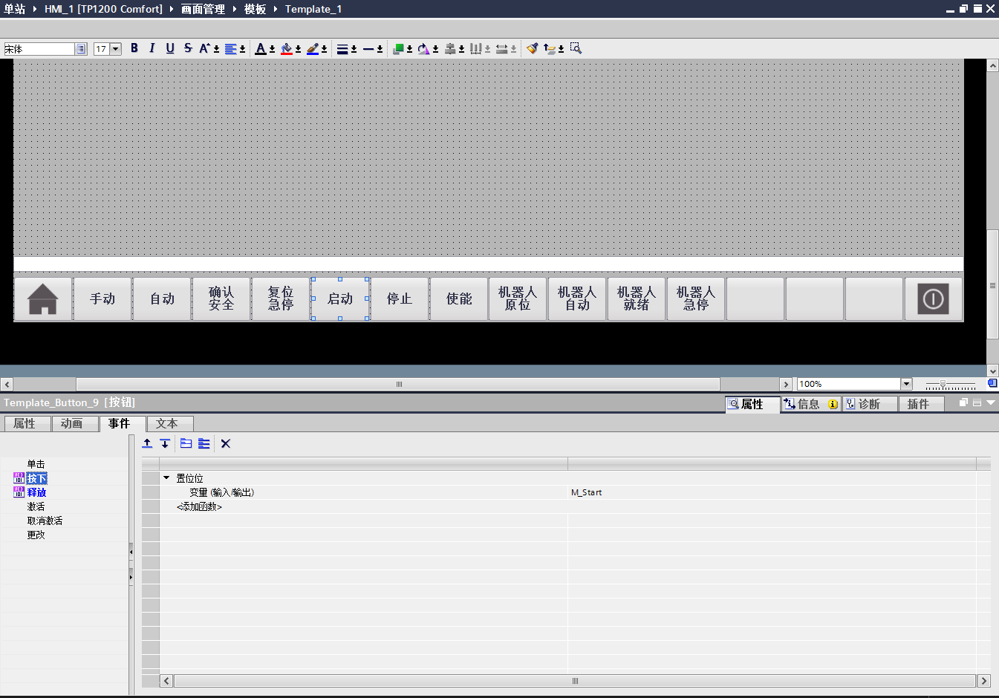 单站 HMI_1 [TP1200 Comfort] 画面管理 模板 Template_1
宋体 17 B I U S A A
手动
自动
确认
安全
复位
急停
启动
停止
使能
机器人
原位
机器人
自动
机器人
就绪
机器人
急停
100%
Template_Button_9 [按钮]
属性 信息 诊断 插件
属性 动画 事件 文本
单击
按下
释放
激活
取消激活
更改
置位位
变量 (输入/输出) M_Start
<添加函数>